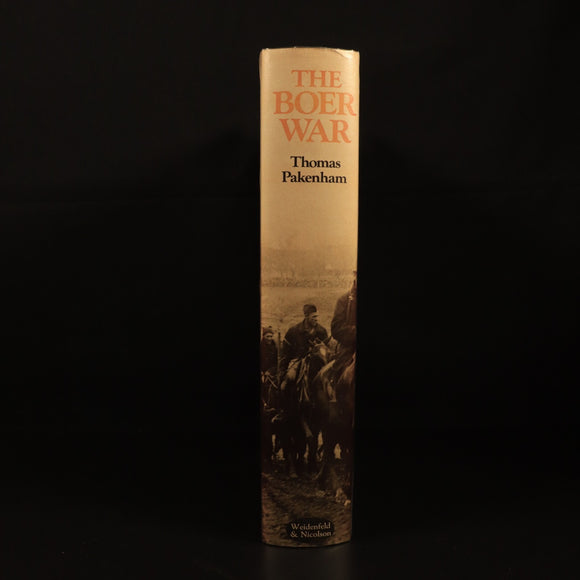 THE
BOER
WAR
Thomas
Pakenham
Weidenfeld
& Nicolson